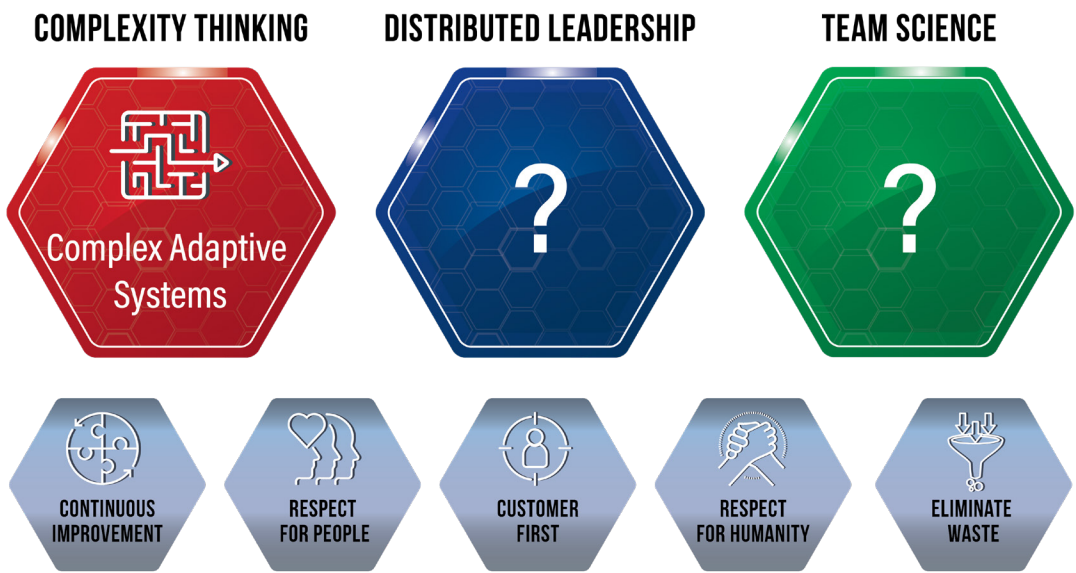 COMPLEXITY THINKING
DISTRIBUTED LEADERSHIP
TEAM SCIENCE
Complex Adaptive
Systems
?
?
CONTINUOUS
IMPROVEMENT
RESPECT
FOR PEOPLE
CUSTOMER
FIRST
RESPECT
FOR HUMANITY
ELIMINATE
WASTE